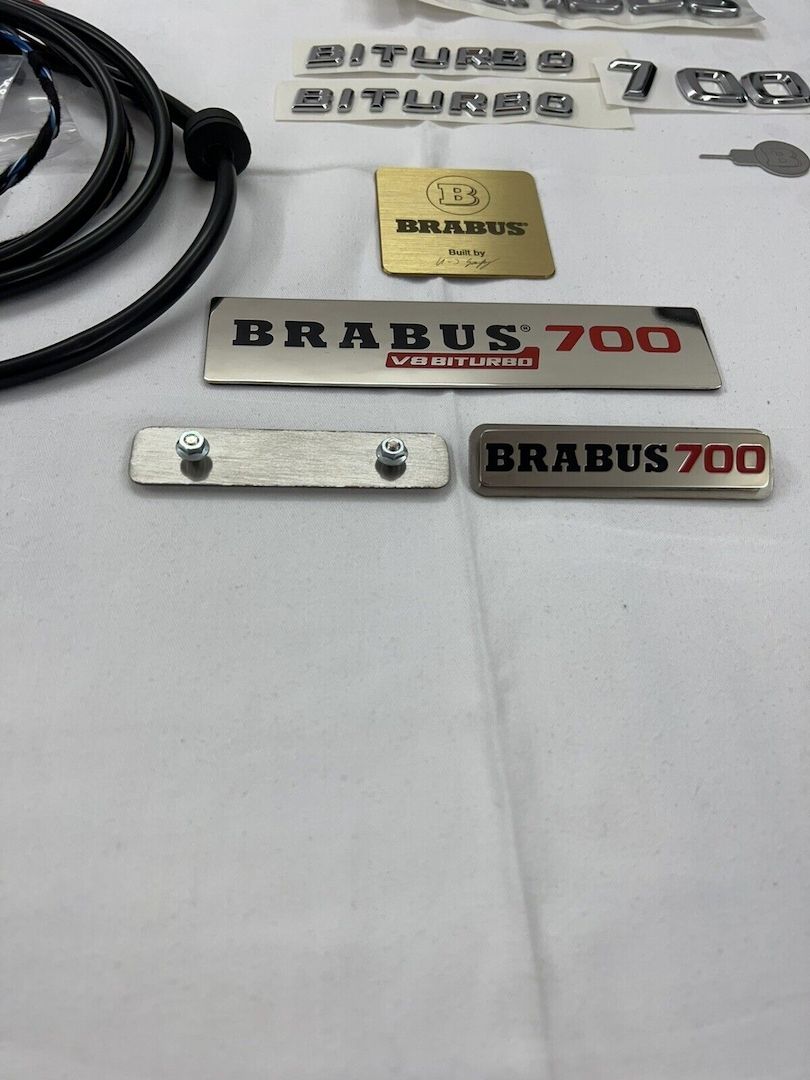 BITURBO
BITURBO
700
B
B
BRABUS
Built by
BRABUS® 700
V8 BITURBO
BRABUS 700